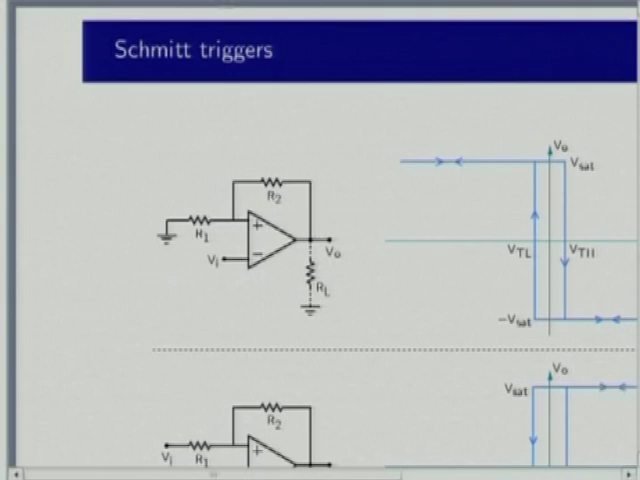 Schmitt triggers
R2
R1
+
−
Vi
Vo
RL
Vo
Vsat
VTL
VTH
−Vsat
R2
Vi
R1
+
Vo
Vsat